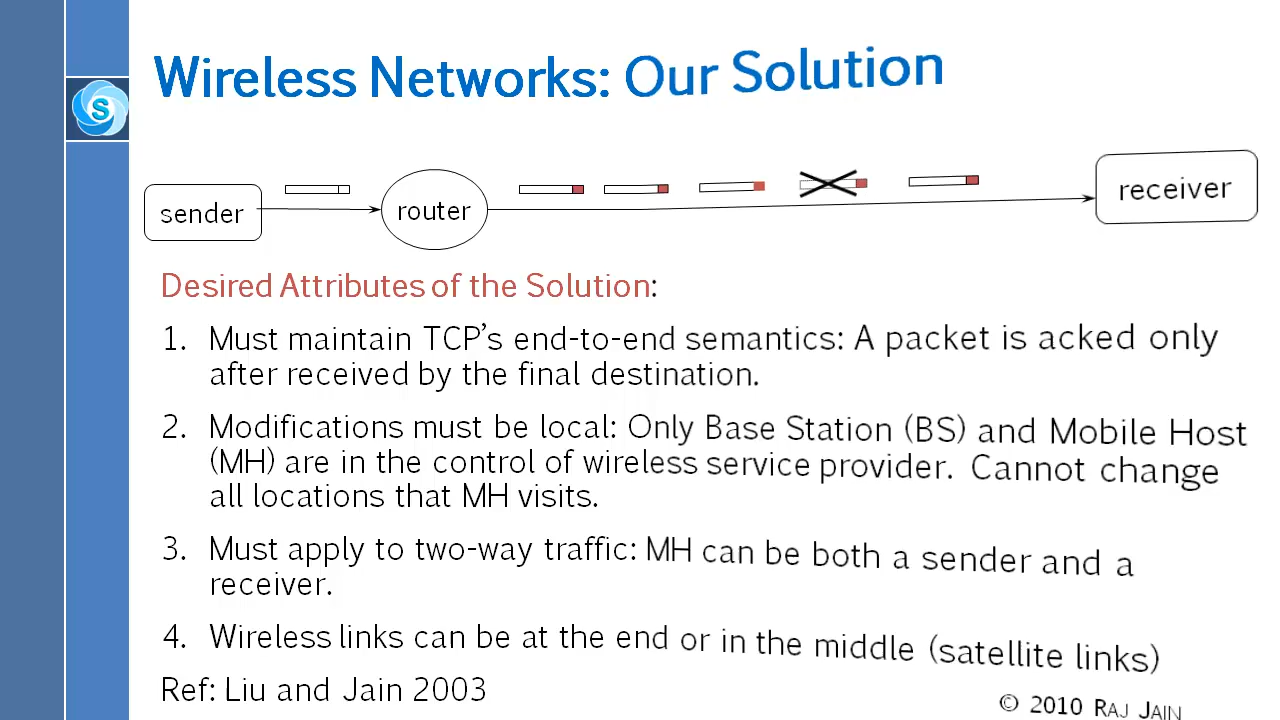 Wireless Networks: Our Solution
S
sender
router
receiver
Desired Attributes of the Solution:
1. Must maintain TCP's end-to-end semantics: A packet is acked only
after received by the final destination.
2. Modifications must be local: Only Base Station (BS) and Mobile Host
(MH) are in the control of wireless service provider. Cannot change
all locations that MH visits.
3. Must apply to two-way traffic: MH can be both a sender and a
receiver.
4. Wireless links can be at the end or in the middle (satellite links)
Ref: Liu and Jain 2003
© 2010 RAJ JAIN